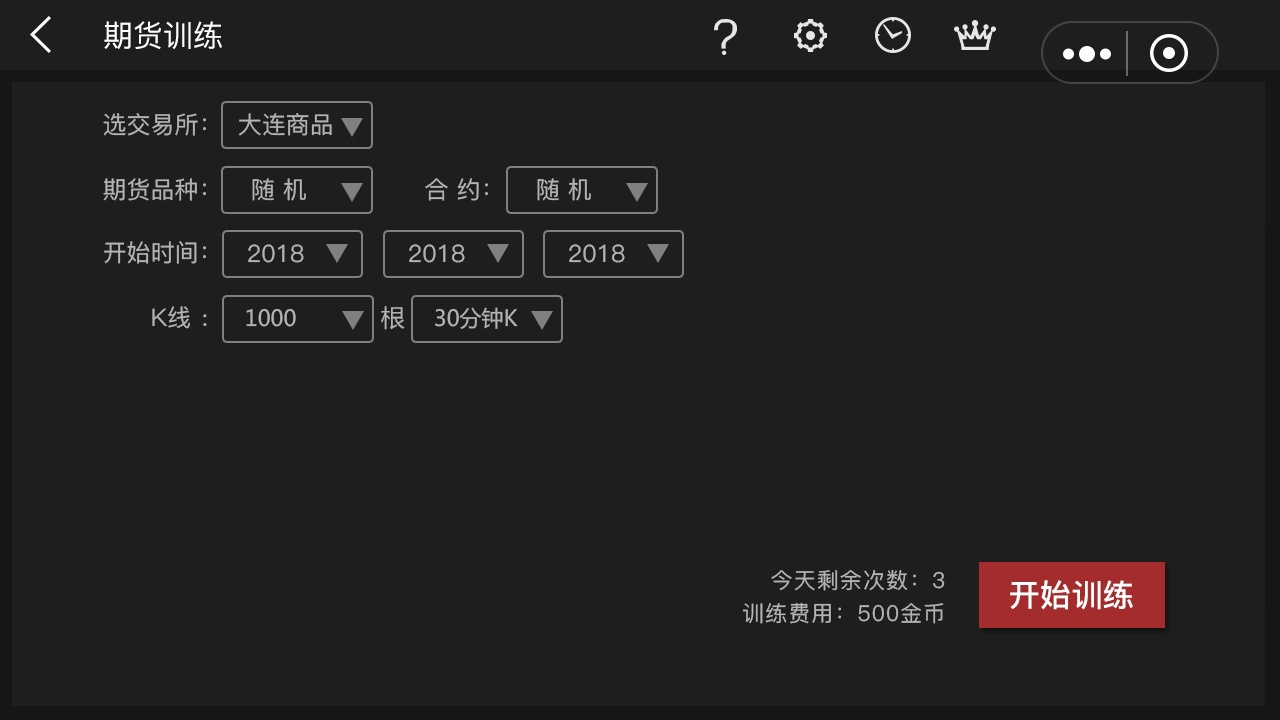 期货训练
选交易所: 大连商品
期货品种: 随 机 合 约: 随 机
开始时间: 2018 2018 2018
K线 : 1000 根 30分钟K
今天剩余次数: 3
训练费用: 500金币
开始训练